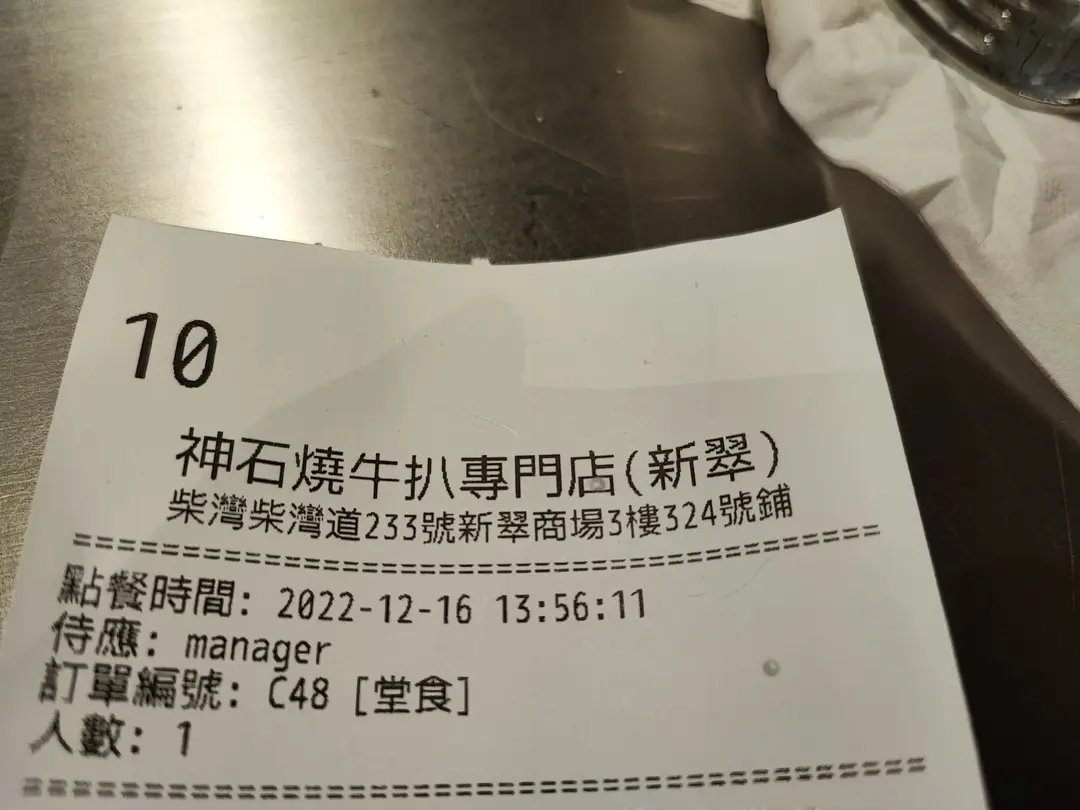 10
神石燒牛扒專門店(新翠)
柴灣柴灣道233號新翠商場3樓324號鋪
================================
點餐時間: 2022-12-16 13:56:11
侍應: manager
訂單編號: C48 [堂食]
人數: 1
================================